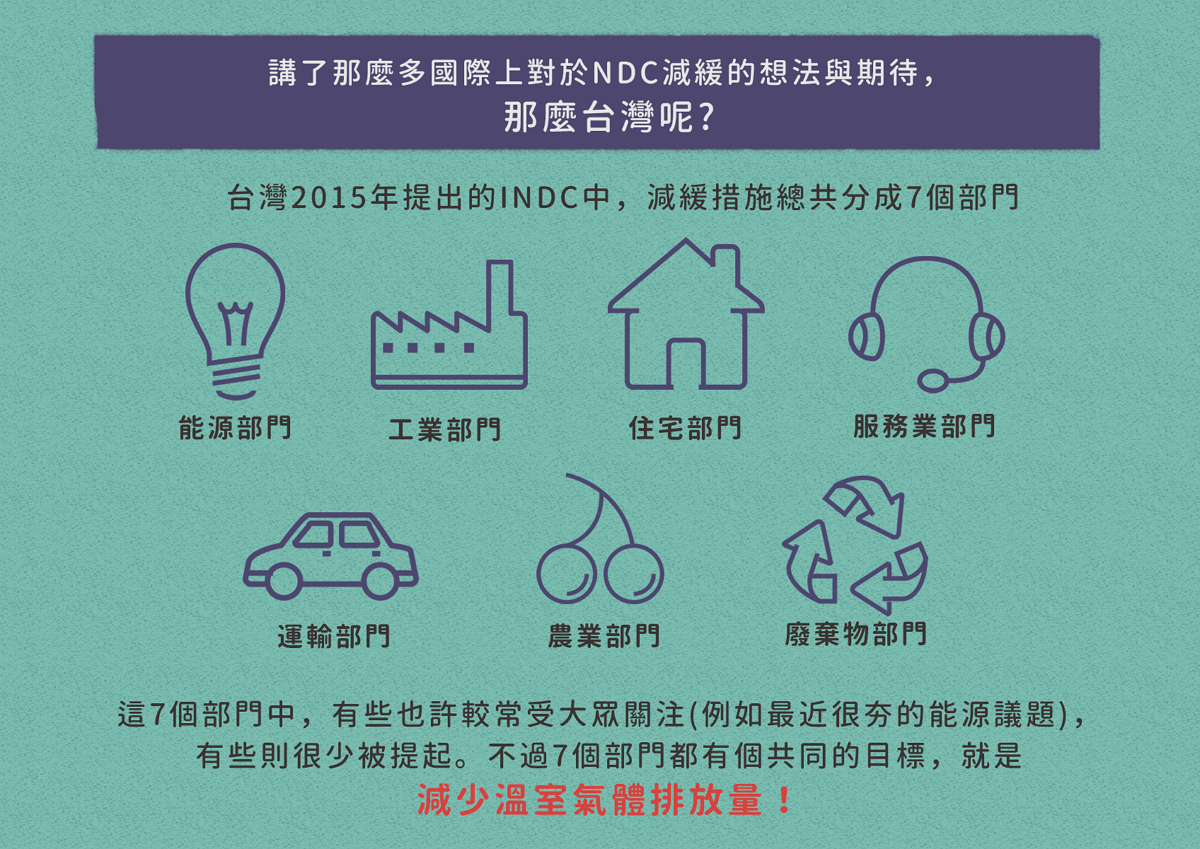 講了那麼多國際上對於NDC減緩的想法與期待，
那麼台灣呢?
台灣2015年提出的INDC中，減緩措施總共分成7個部門
能源部門
工業部門
住宅部門
服務業部門
運輸部門
農業部門
廢棄物部門
這7個部門中，有些也許較常受大眾關注(例如最近很夯的能源議題)，
有些則很少被提起。不過7個部門都有個共同的目標，就是
減少溫室氣體排放量！